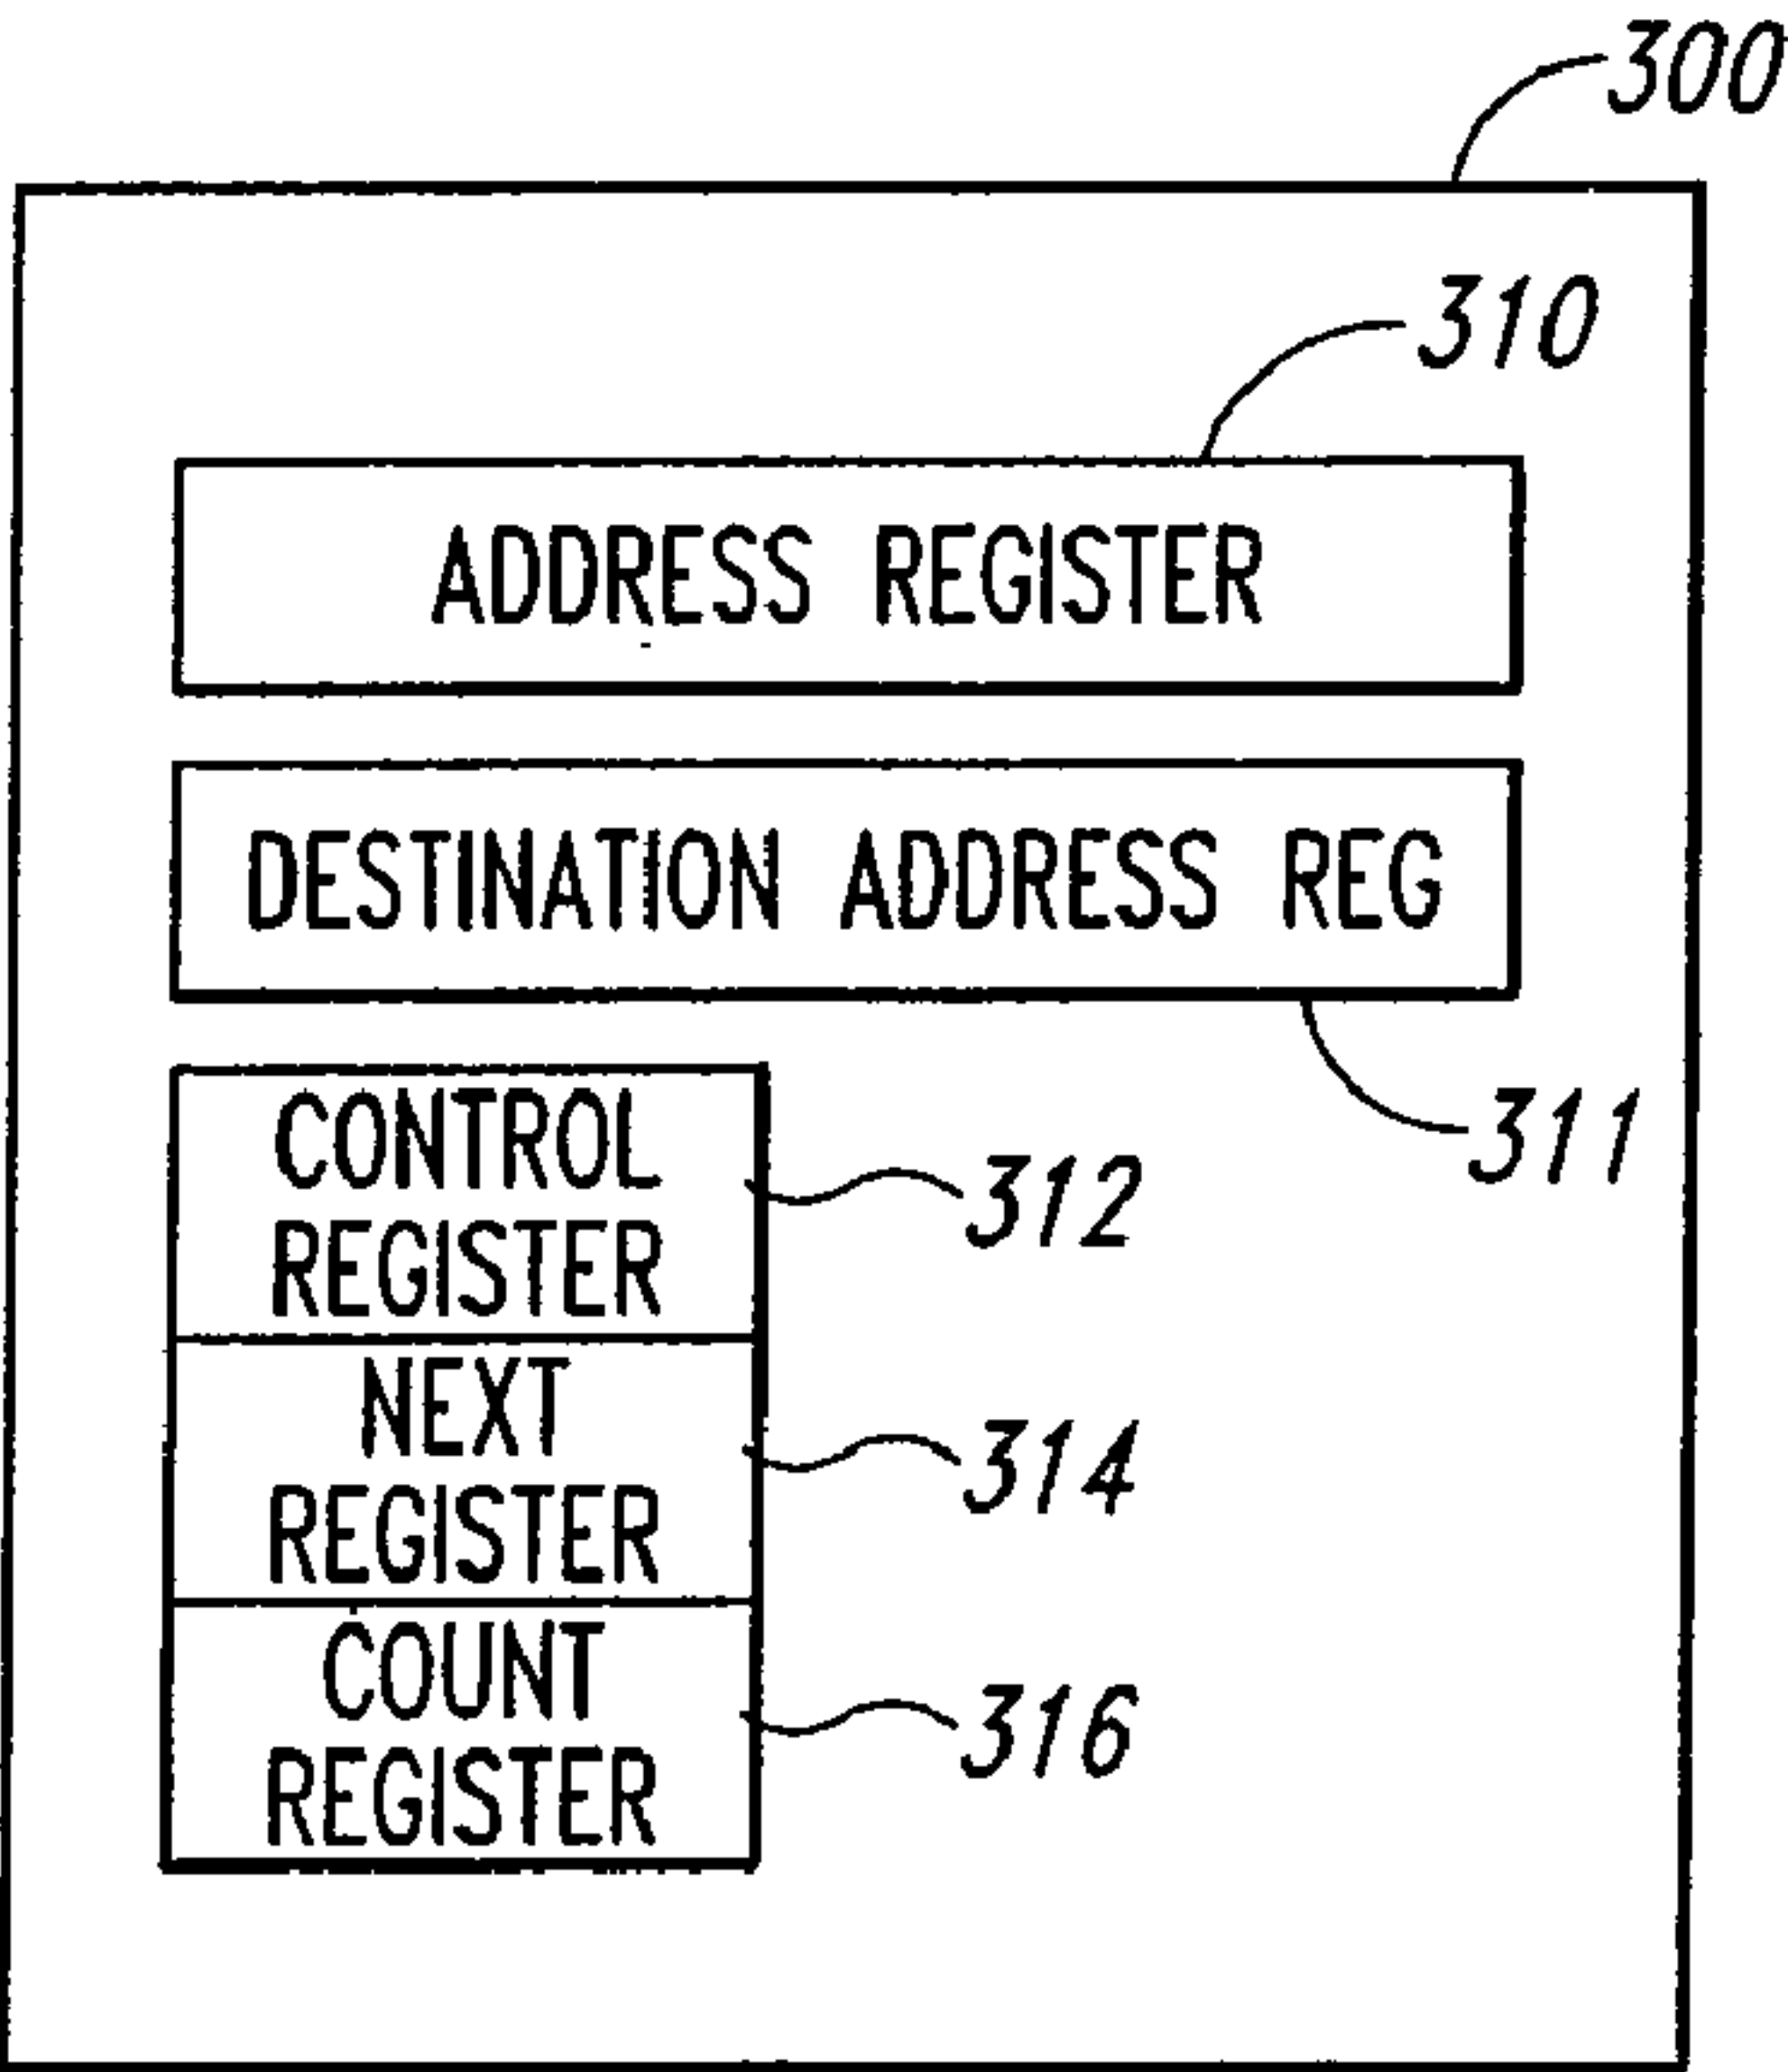 300
310
ADDRESS REGISTER
DESTINATION ADDRESS REG
311
CONTROL
REGISTER
312
NEXT
REGISTER
314
COUNT
REGISTER
316